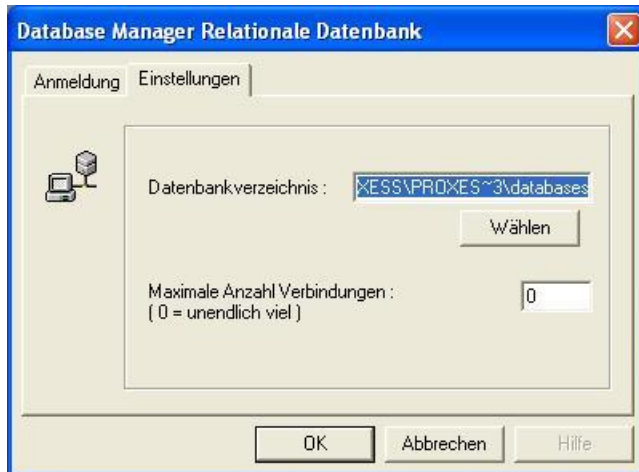 Database Manager Relationale Datenbank
Anmeldung Einstellungen
Datenbankverzeichnis : XESS\PROXES~3\databases
Wählen
Maximale Anzahl Verbindungen : 0
( 0 = unendlich viel )
OK Abbrechen Hilfe